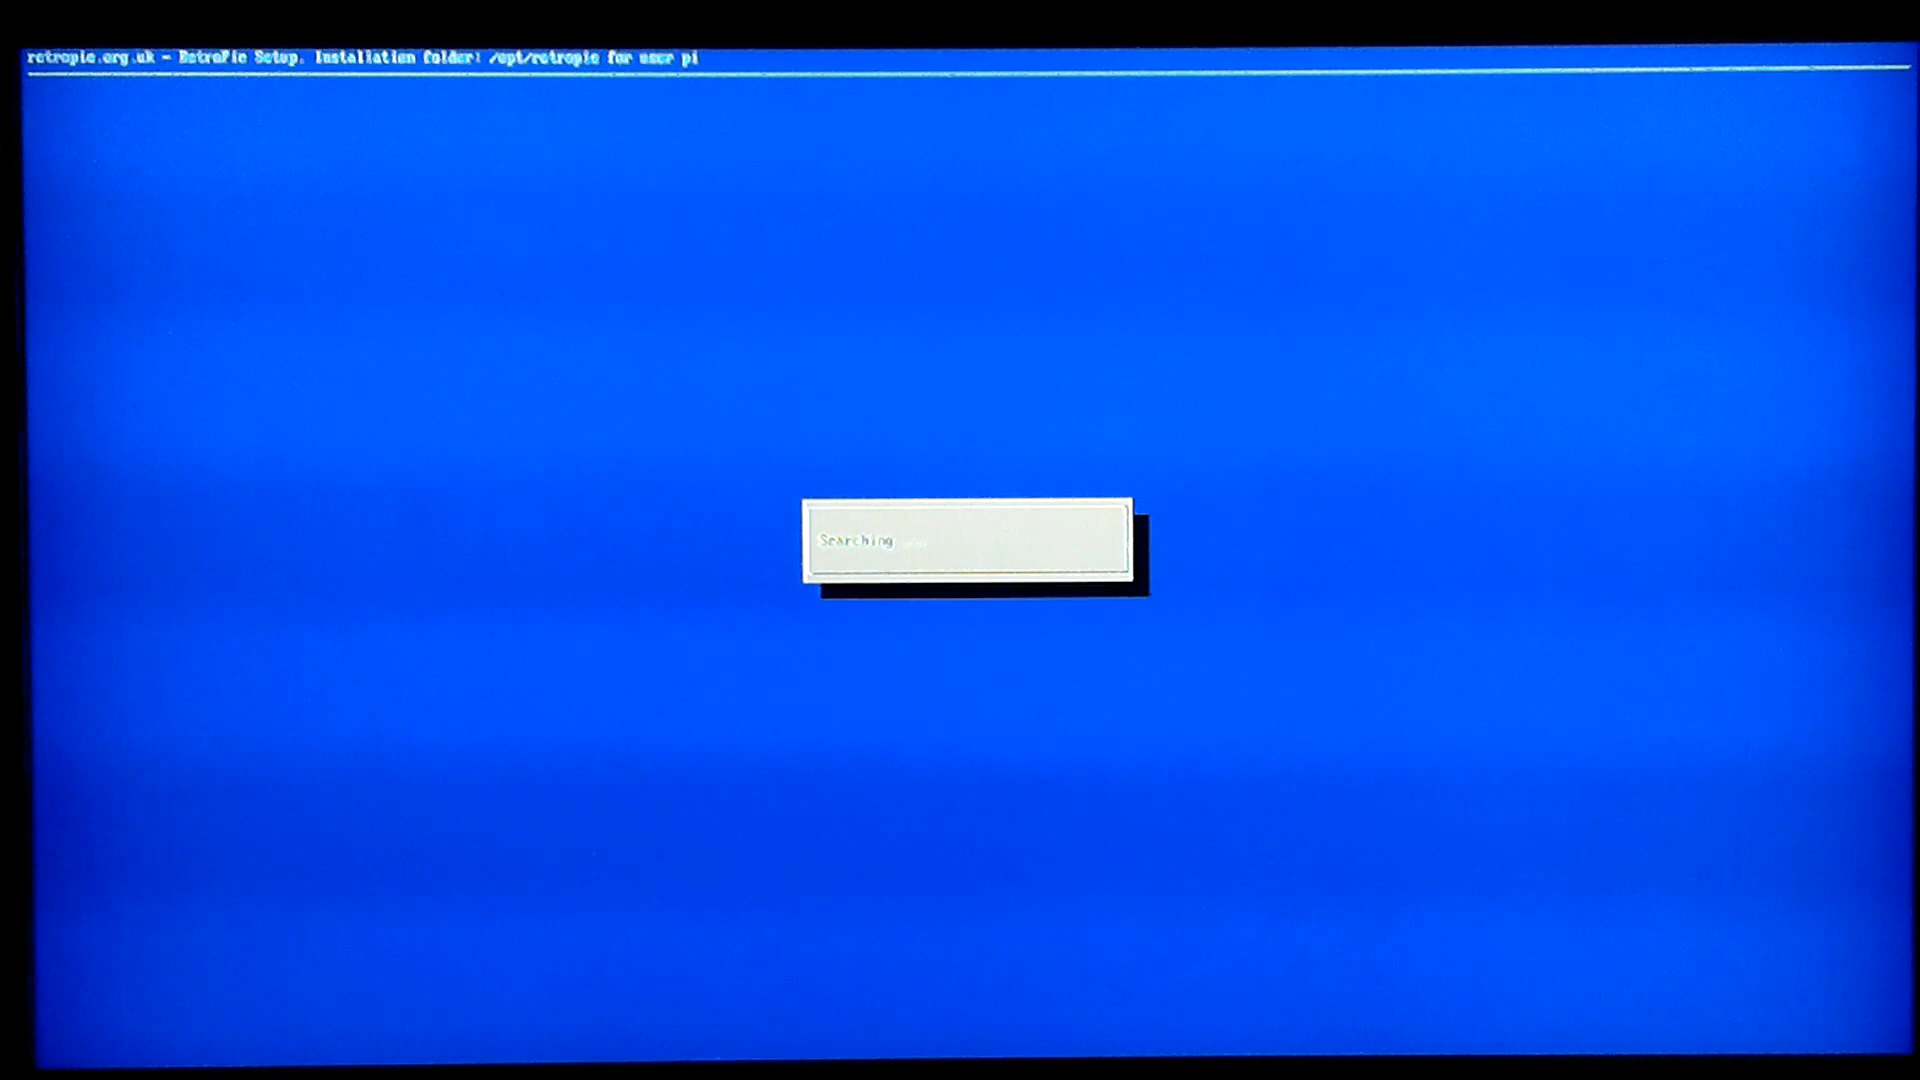 retropie.org.uk - RetroPie Setup. Installation folder: /opt/retropie for user pi
Searching ...